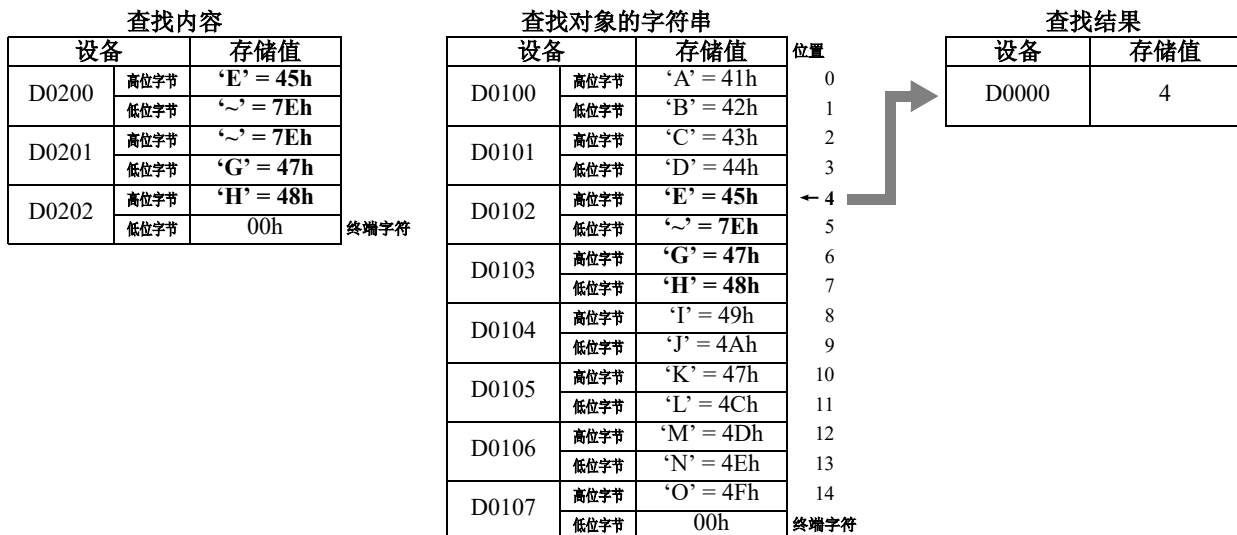 查找内容
设备 存储值
D0200 高位字节 ‘E’ = 45h
低位字节 ‘~’ = 7Eh
D0201 高位字节 ‘~’ = 7Eh
低位字节 ‘G’ = 47h
D0202 高位字节 ‘H’ = 48h
低位字节 00h 终端字符
查找对象的字符串
设备 存储值 位置
D0100 高位字节 ‘A’ = 41h 0
低位字节 ‘B’ = 42h 1
D0101 高位字节 ‘C’ = 43h 2
低位字节 ‘D’ = 44h 3
D0102 高位字节 ‘E’ = 45h ← 4
低位字节 ‘~’ = 7Eh 5
D0103 高位字节 ‘G’ = 47h 6
低位字节 ‘H’ = 48h 7
D0104 高位字节 ‘I’ = 49h 8
低位字节 ‘J’ = 4Ah 9
D0105 高位字节 ‘K’ = 47h 10
低位字节 ‘L’ = 4Ch 11
D0106 高位字节 ‘M’ = 4Dh 12
低位字节 ‘N’ = 4Eh 13
D0107 高位字节 ‘O’ = 4Fh 14
低位字节 00h 终端字符
查找结果
设备 存储值
D0000 4